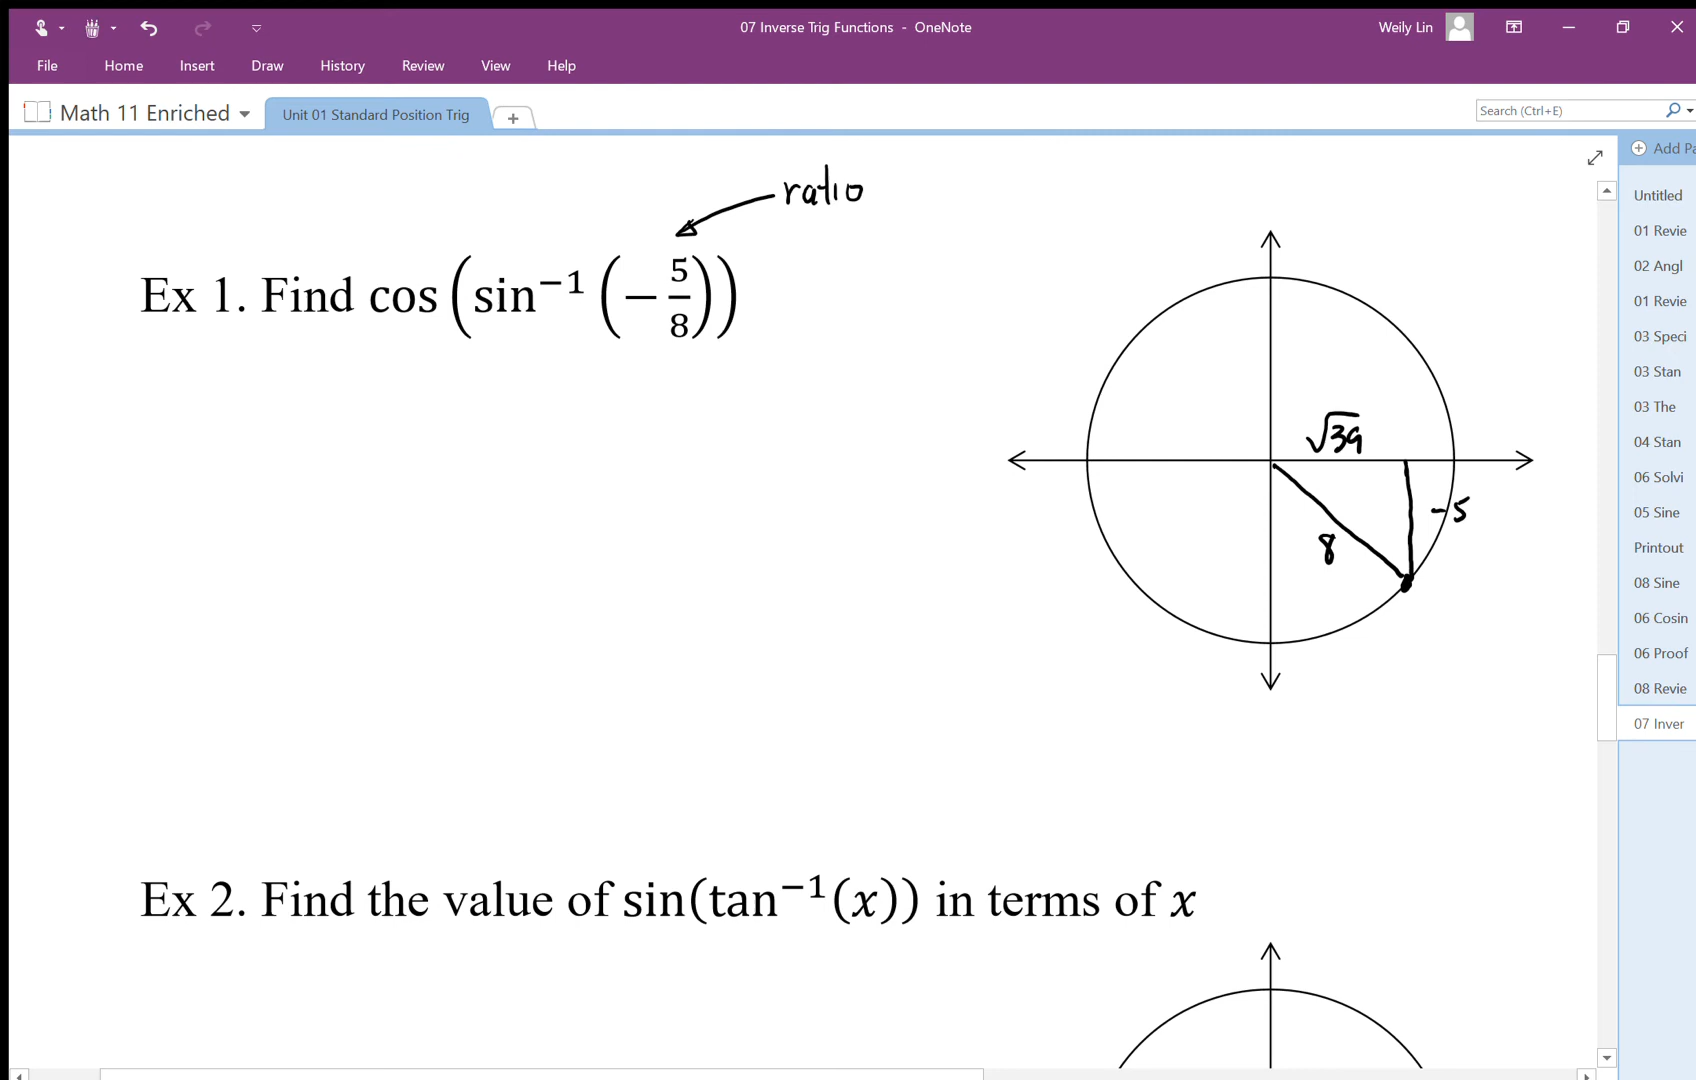 07 Inverse Trig Functions - OneNote
Weily Lin
File Home Insert Draw History Review View Help
Math 11 Enriched
Unit 01 Standard Position Trig
+
Search (Ctrl+E)
Add Pa
ratio
Ex 1. Find cos(sin⁻¹(−5/8))
√39
-5
8
Ex 2. Find the value of sin(tan⁻¹(x)) in terms of x
Untitled
01 Revie
02 Angl
01 Revie
03 Speci
03 Stan
03 The
04 Stan
06 Solvi
05 Sine
Printout
08 Sine
06 Cosin
06 Proof
08 Revie
07 Inver